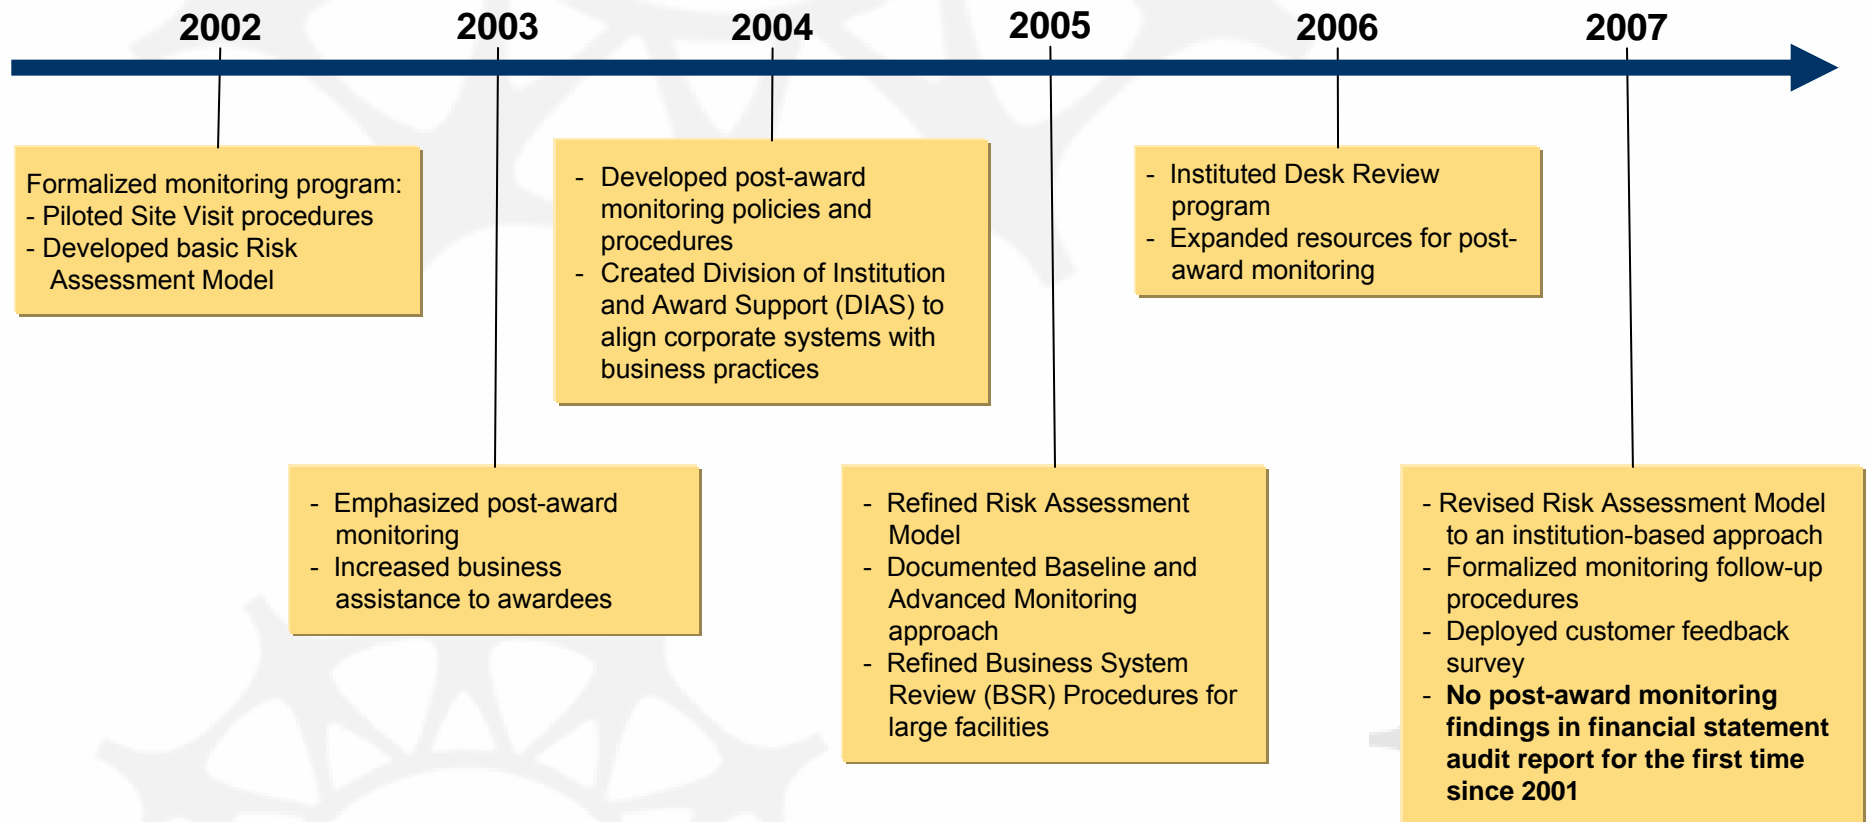 2002 2003 2004 2005 2006 2007
Formalized monitoring program:
- Piloted Site Visit procedures
- Developed basic Risk
Assessment Model
- Emphasized post-award
monitoring
- Increased business
assistance to awardees
- Developed post-award
monitoring policies and
procedures
- Created Division of Institution
and Award Support (DIAS) to
align corporate systems with
business practices
- Refined Risk Assessment
Model
- Documented Baseline and
Advanced Monitoring
approach
- Refined Business System
Review (BSR) Procedures for
large facilities
- Instituted Desk Review
program
- Expanded resources for post-
award monitoring
- Revised Risk Assessment Model
to an institution-based approach
- Formalized monitoring follow-up
procedures
- Deployed customer feedback
survey
- No post-award monitoring
findings in financial statement
audit report for the first time
since 2001